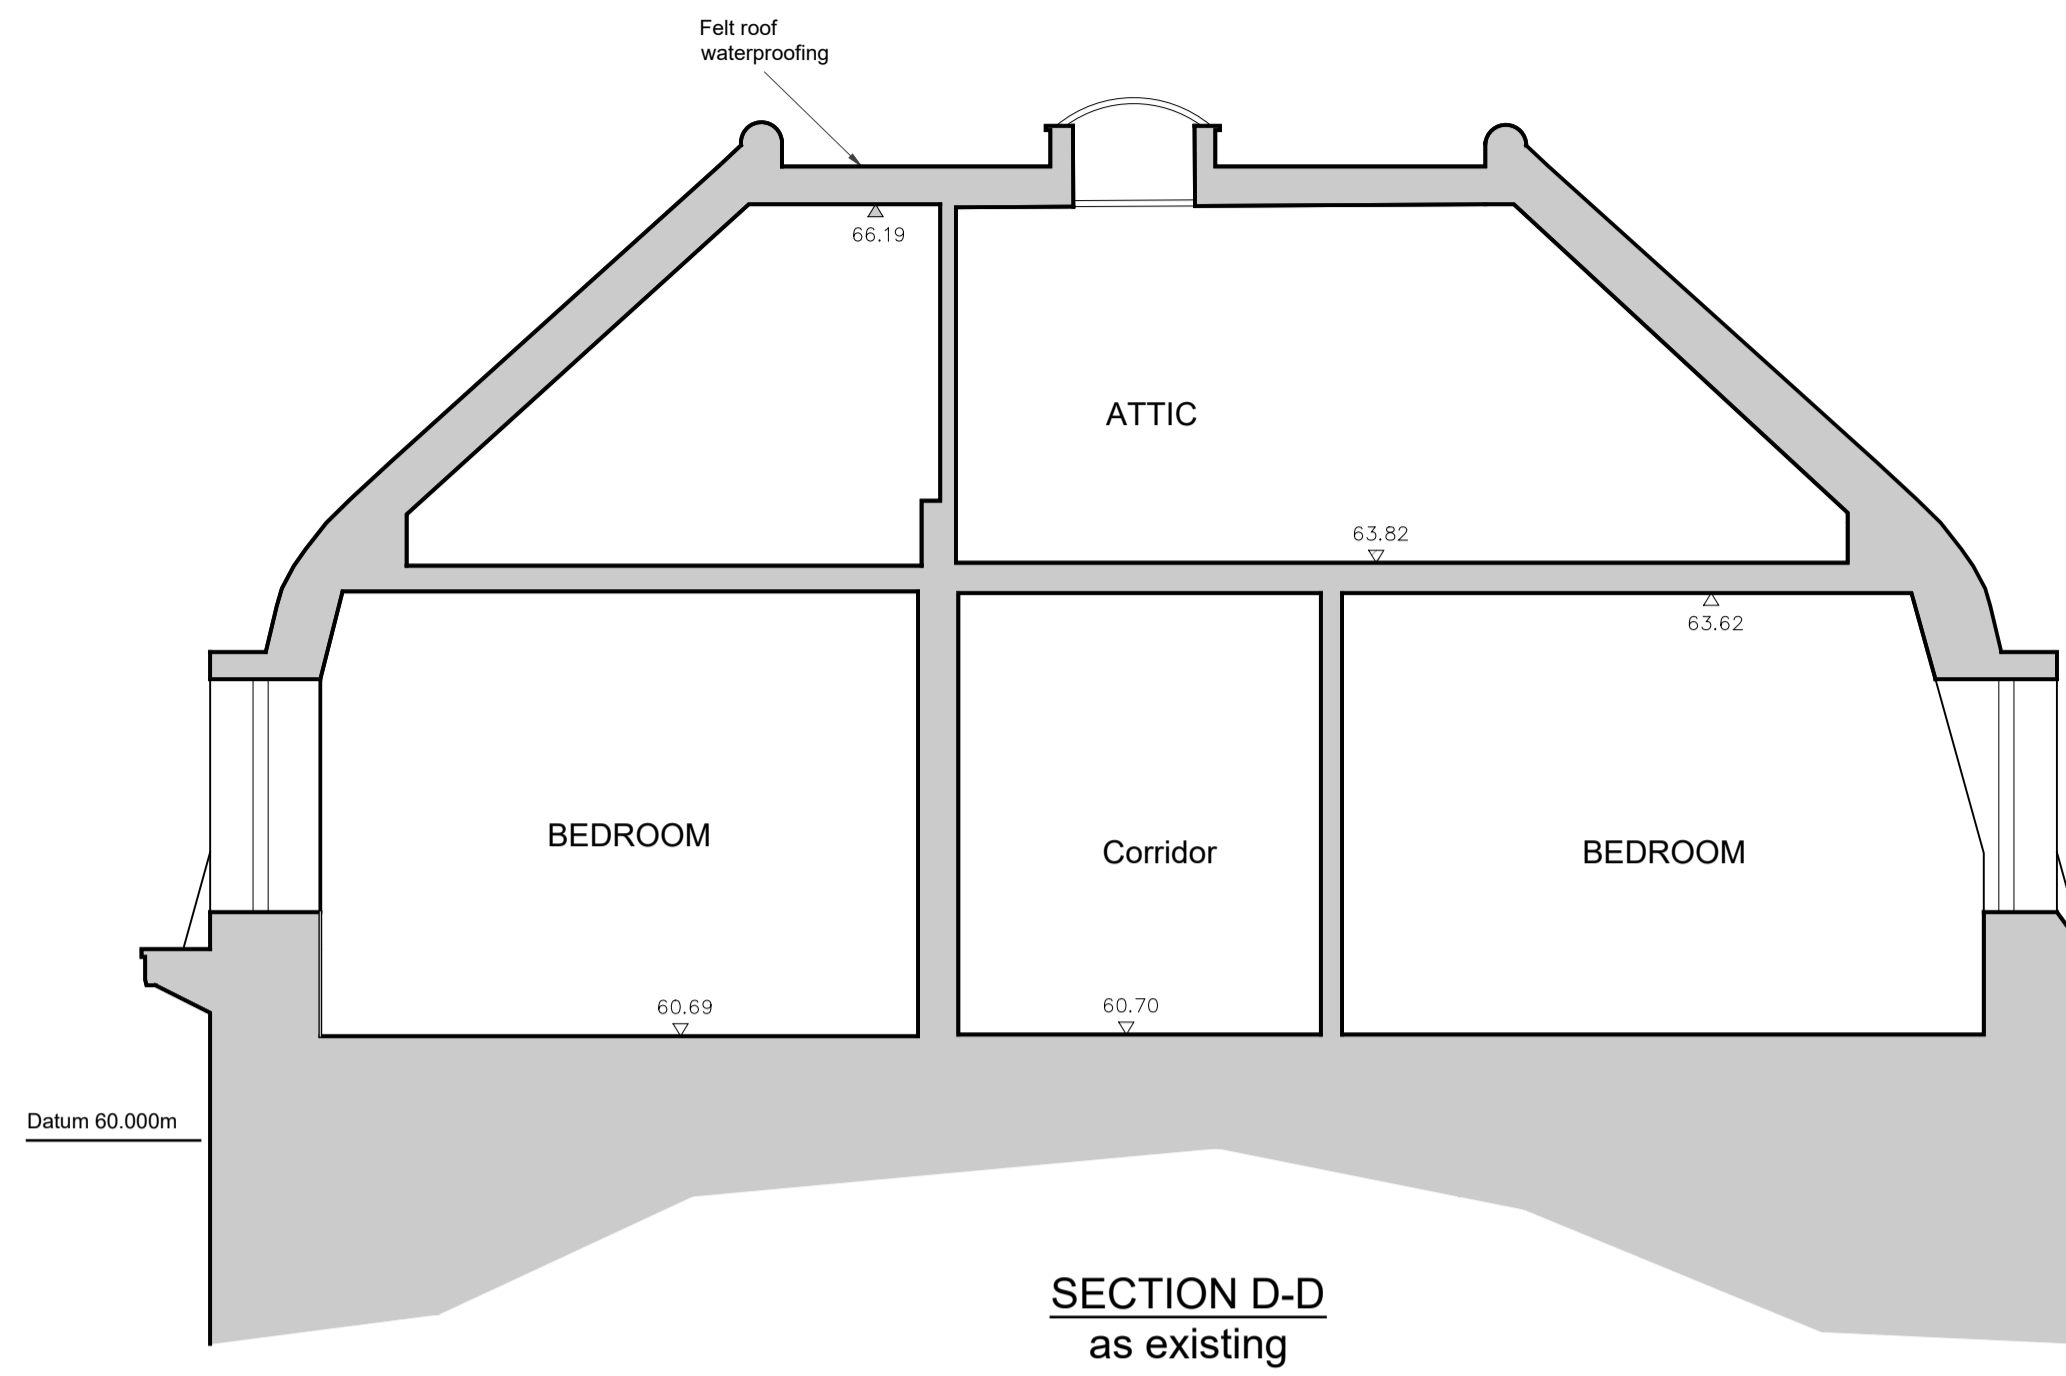 Felt roof
waterproofing
66.19
ATTIC
63.82
63.62
BEDROOM
Corridor
BEDROOM
60.69
60.70
Datum 60.000m
SECTION D-D
as existing